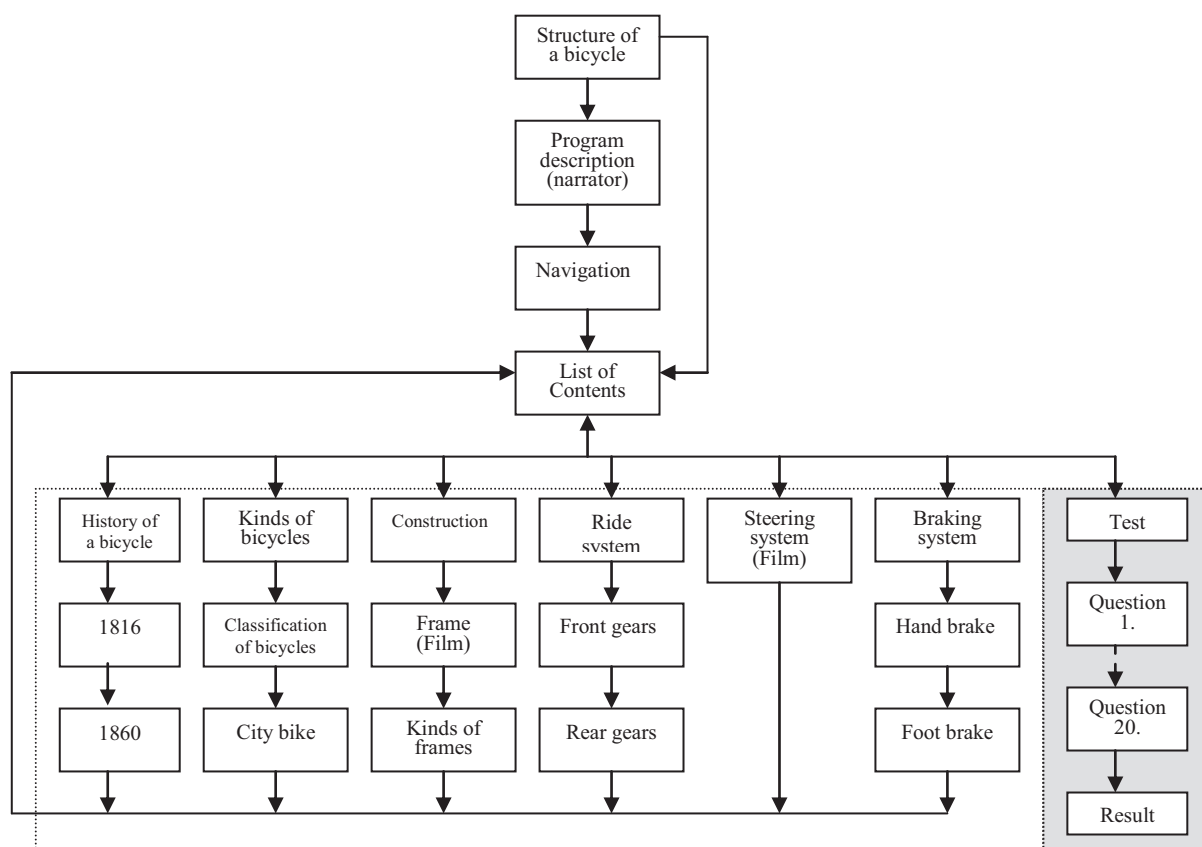 Structure of
a bicycle
Program
description
(narrator)
Navigation
List of
Contents
History of
a bicycle
Kinds of
bicycles
Construction
Ride
system
Steering
system
(Film)
Braking
system
Test
1816
Classification
of bicycles
Frame
(Film)
Front gears
Hand brake
Question
1.
1860
City bike
Kinds of
frames
Rear gears
Foot brake
Question
20.
Result